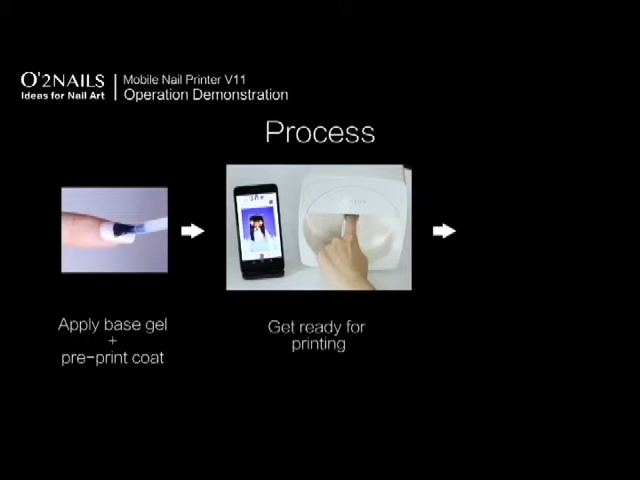 O'2NAILS
Ideas for Nail Art
Mobile Nail Printer V11
Operation Demonstration
Process
Apply base gel
+
pre-print coat
Get ready for
printing